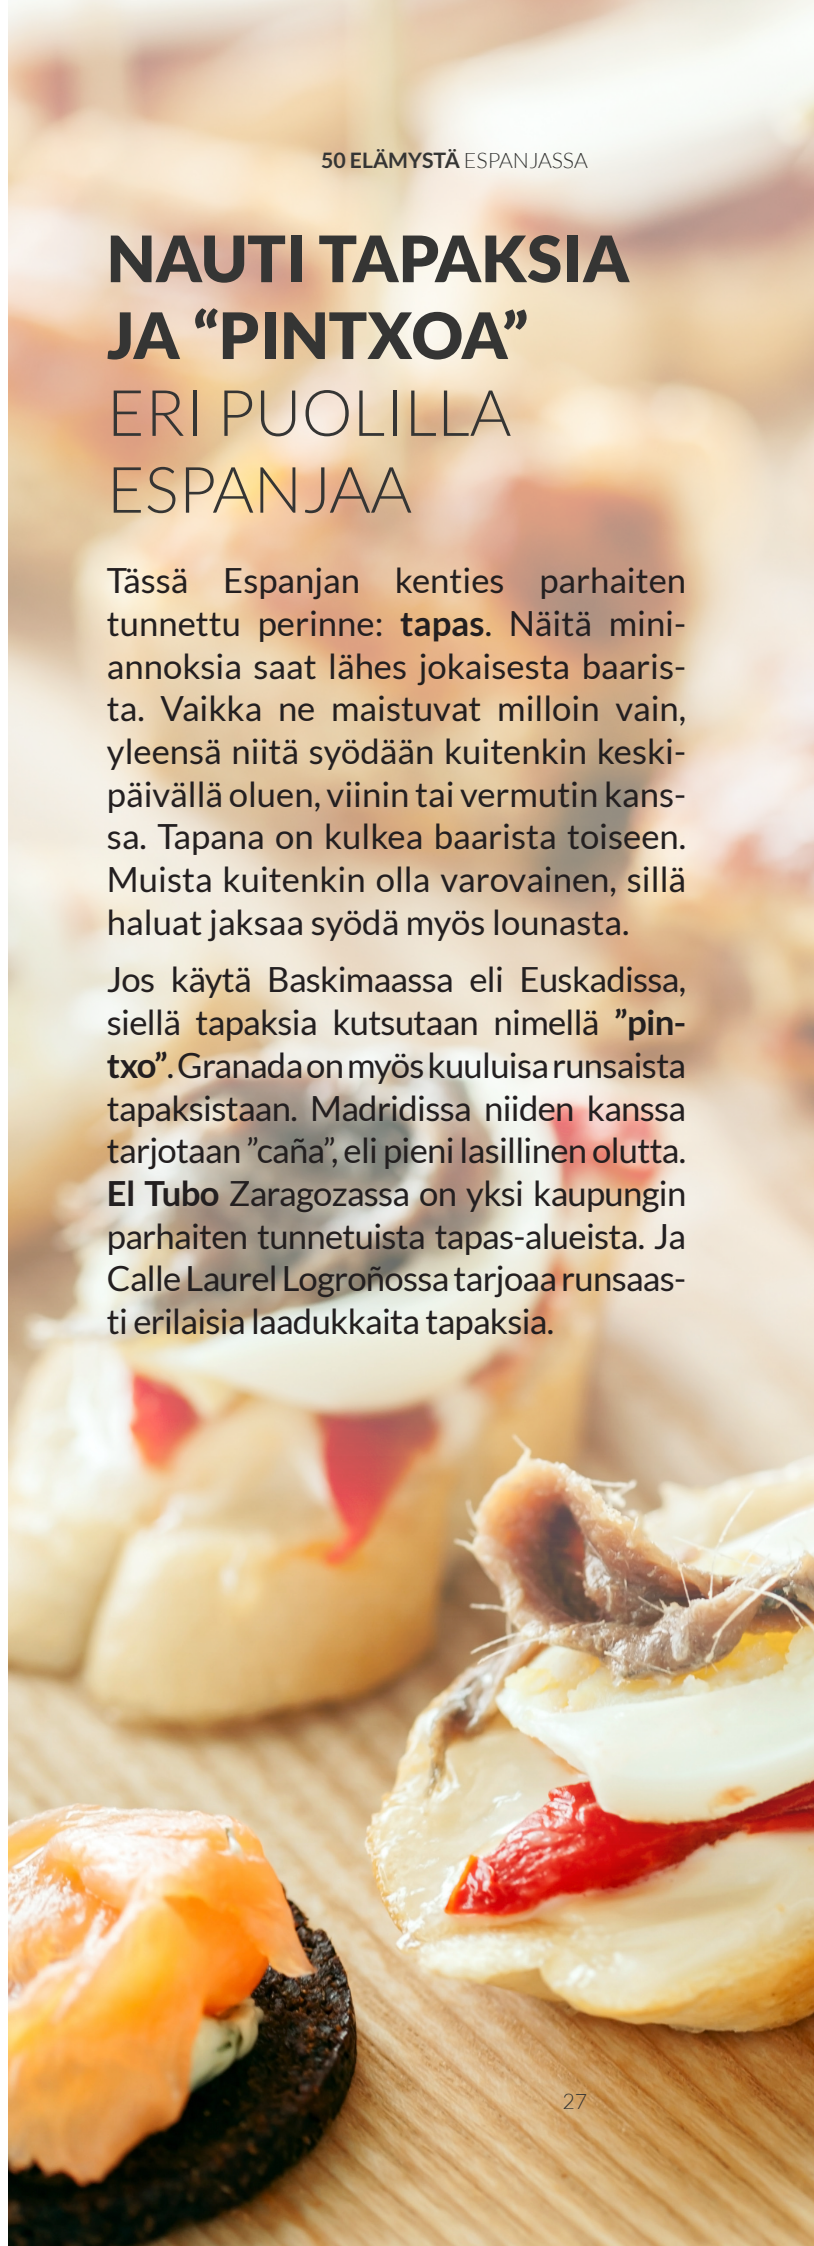 50 ELÄMYSTÄ ESPANJASSA
NAUTI TAPAKSIA
JA “PINTXOA”
ERI PUOLILLA
ESPANJAA
Tässä Espanjan kenties parhaiten
tunnettu perinne: tapas. Näitä mini-
annoksia saat lähes jokaisesta baaris-
ta. Vaikka ne maistuvat milloin vain,
yleensä niitä syödään kuitenkin keski-
päivällä oluen, viinin tai vermutin kans-
sa. Tapana on kulkea baarista toiseen.
Muista kuitenkin olla varovainen, sillä
haluat jaksaa syödä myös lounasta.
Jos käytä Baskimaassa eli Euskadissa,
siellä tapaksia kutsutaan nimellä ”pin-
txo”. Granada on myös kuuluisa runsaista
tapaksistaan. Madridissa niiden kanssa
tarjotaan ”caña”, eli pieni lasillinen olutta.
El Tubo Zaragozassa on yksi kaupungin
parhaiten tunnetuista tapas-alueista. Ja
Calle Laurel Logroñossa tarjoaa runsaas-
ti erilaisia laadukkaita tapaksia.
27